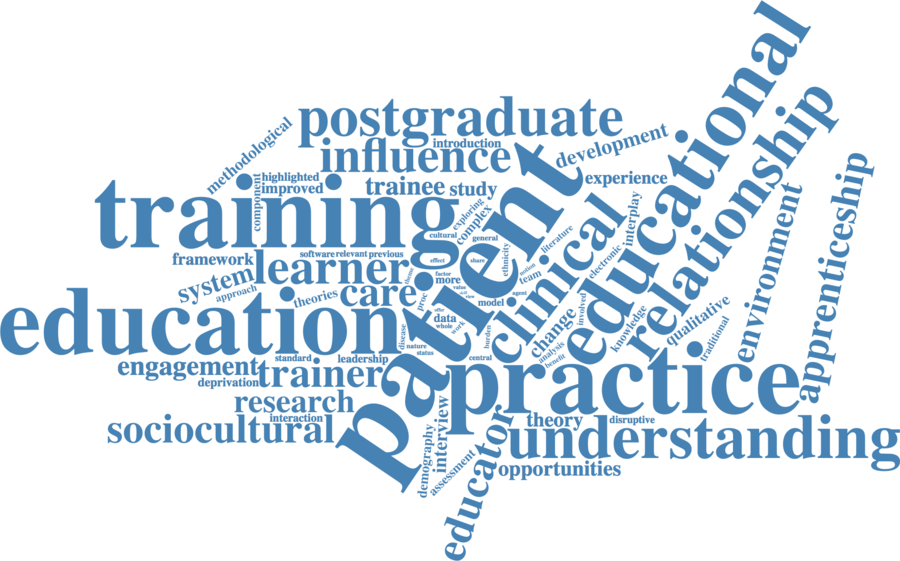 postgraduate
introduction
influence
development
methodological
highlighted
improved
component
trainee
study
experience
educational
relationship
training
exploring
complex
cultural
general
patient
clinical
literature
interplay
ethnicity
electronic
environment
apprenticeship
framework
software
relevant
previous
effect
share
learner
theme
factor
more
notion
team
system
approach
theories
care
proc
value
view
agent
model
involved
education
data
whole
work
change
knowledge
qualitative
traditional
disease
nature
status
burden
analysis
benefit
central
standard
leadership
engagement
deprivation
trainer
practice
research
interaction
sociocultural
theory
disruptive
understanding
demography
interview
assessment
educator
opportunities